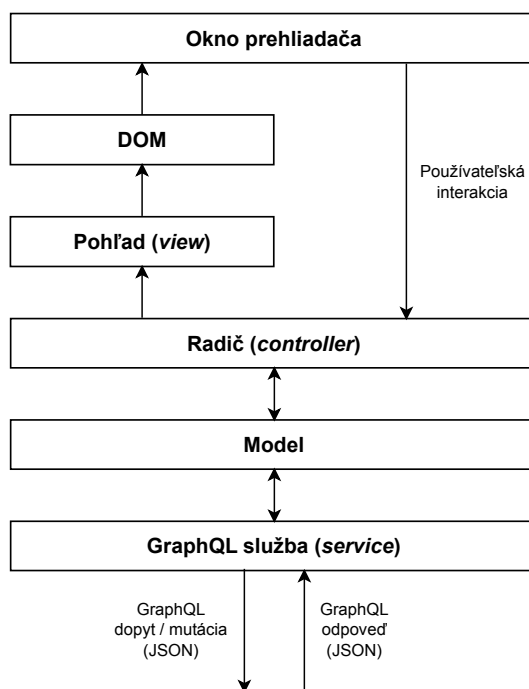 Okno prehliadača
DOM
Používateľská
interakcia
Pohľad (view)
Radič (controller)
Model
GraphQL služba (service)
GraphQL
dopyt / mutácia
(JSON)
GraphQL
odpoveď
(JSON)